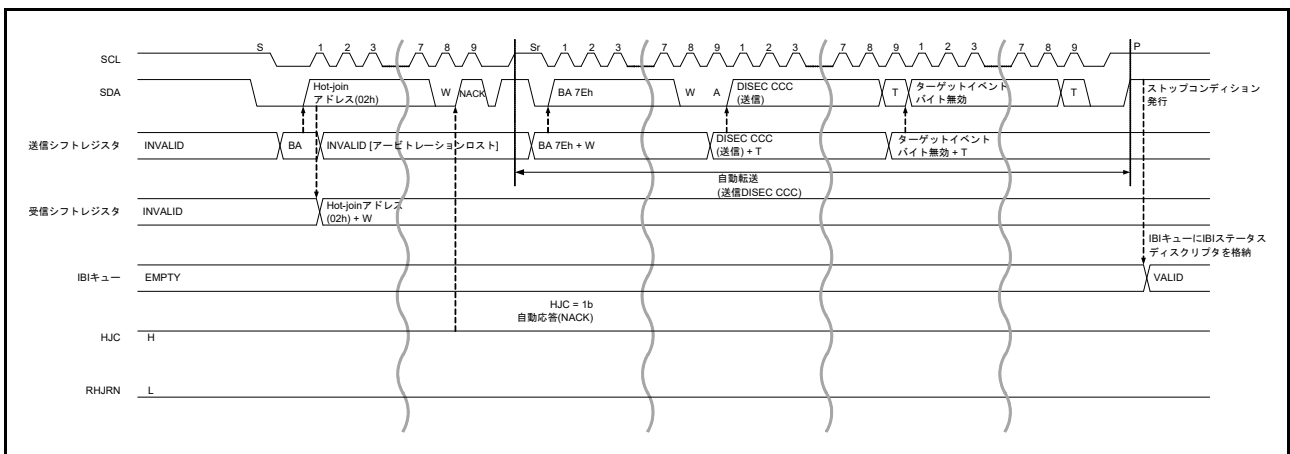 S 1 2 3 7 8 9 Sr 1 2 3 7 8 9 1 2 3 7 8 9 1 2 3 7 8 9 P
SCL
SDA
Hot-join
アドレス(02h)
W
NACK
BA 7Eh
W
A
DISEC CCC
(送信)
T
ターゲットイベント
バイト無効
T
ストップコンディション
発行
送信シフトレジスタ
INVALID
BA
INVALID [アービトレーションロスト]
BA 7Eh + W
DISEC CCC
(送信) + T
ターゲットイベント
バイト無効 + T
自動転送
(送信DISEC CCC)
受信シフトレジスタ
INVALID
Hot-joinアドレス
(02h) + W
IBIキューにIBIステータス
ディスクリプタを格納
IBIキュー
EMPTY
VALID
HJC = 1b
自動応答(NACK)
HJC
H
RHJRN
L